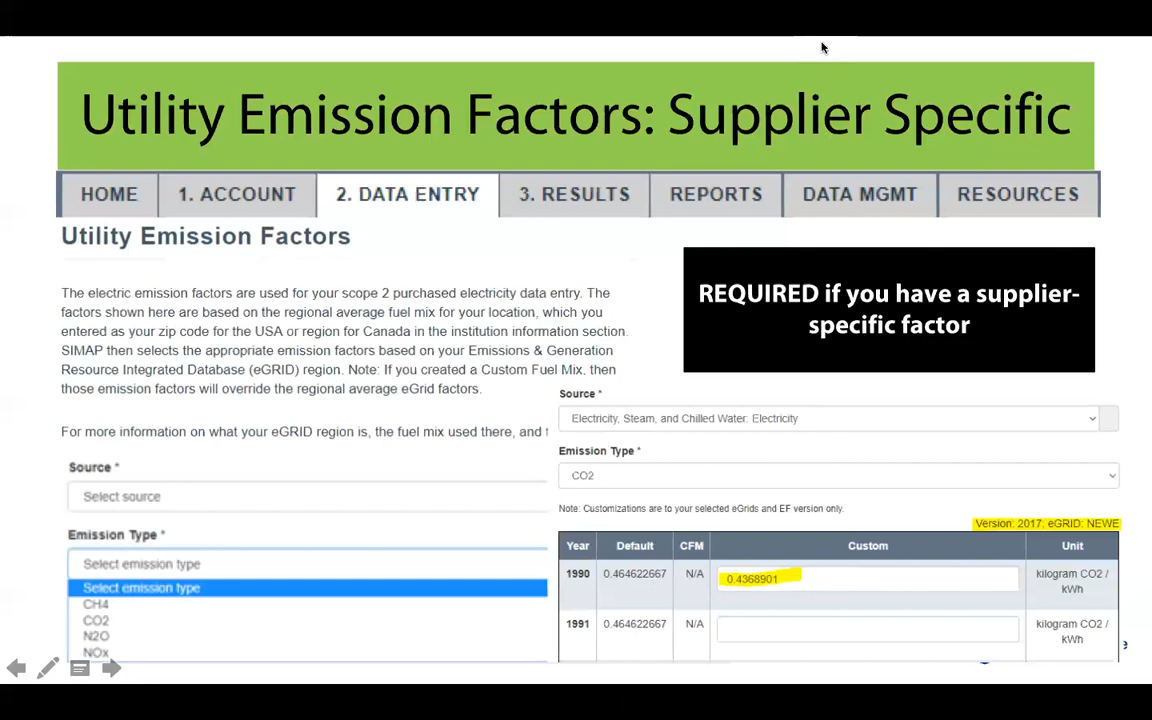 Utility Emission Factors: Supplier Specific
HOME 1. ACCOUNT 2. DATA ENTRY 3. RESULTS REPORTS DATA MGMT RESOURCES
Utility Emission Factors
The electric emission factors are used for your scope 2 purchased electricity data entry. The
factors shown here are based on the regional average fuel mix for your location, which you
entered as your zip code for the USA or region for Canada in the institution information section.
SIMAP then selects the appropriate emission factors based on your Emissions & Generation
Resource Integrated Database (eGRID) region. Note: If you created a Custom Fuel Mix, then
those emission factors will override the regional average eGrid factors.
For more information on what your eGRID region is, the fuel mix used there, and
Source *
Select source
Emission Type *
Select emission type
Select emission type
CH4
CO2
N2O
NOx
REQUIRED if you have a supplier-
specific factor
Source *
Electricity, Steam, and Chilled Water: Electricity
Emission Type *
CO2
Note: Customizations are to your selected eGrids and EF version only.
Version: 2017, eGRID: NEWE
Year Default CFM Custom Unit
1990 0.464622667 N/A 0.4368901 kilogram CO2 /
kWh
1991 0.464622667 N/A kilogram CO2 /
kWh